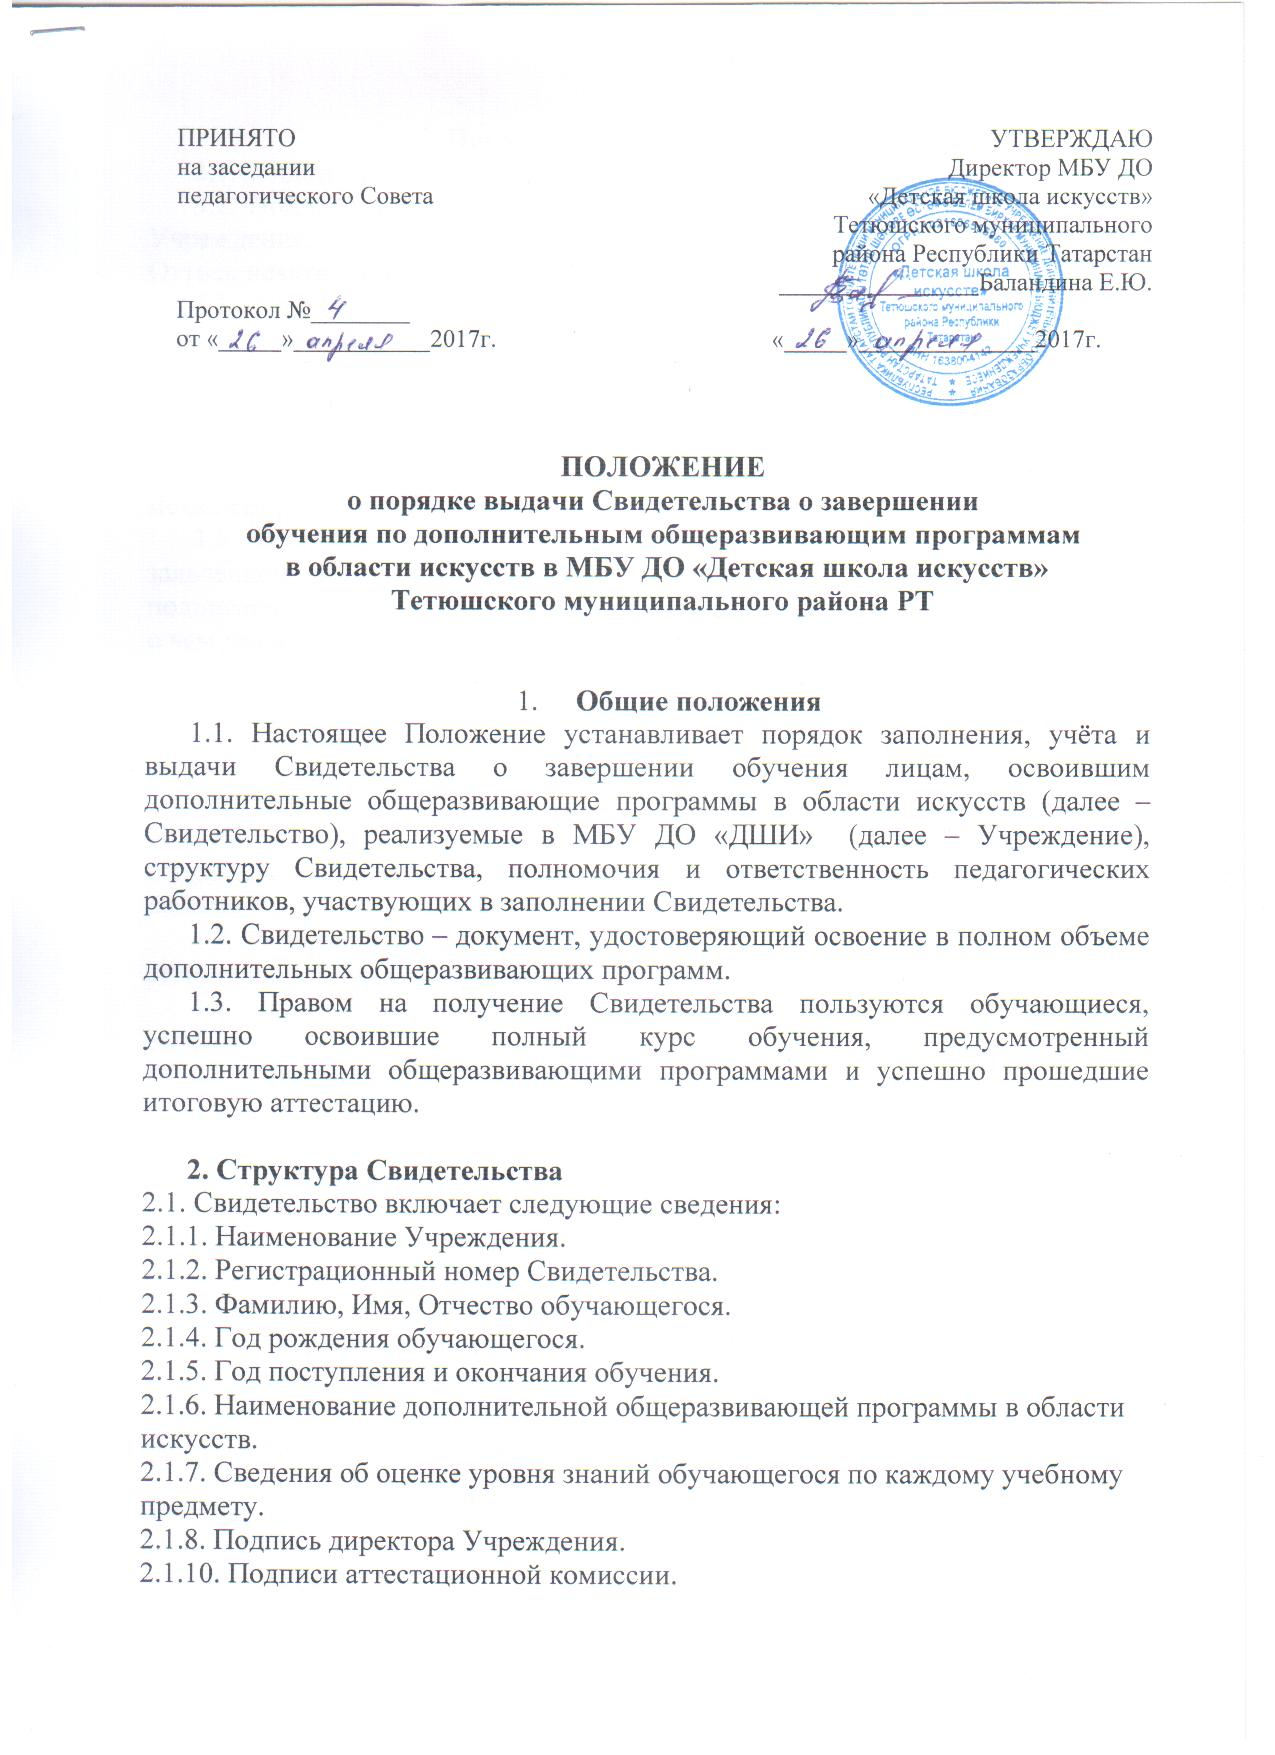 ПРИНЯТО
на заседании
педагогического Совета
Протокол № 4
от « 26 » апреля 2017г.
УТВЕРЖДАЮ
Директор МБУ ДО
«Детская школа искусств»
Тетюшского муниципального
района Республики Татарстан
Баландина Е.Ю.
« 26 » апреля 2017г.
«Детская школа
искусств»
Тетюшского муниципального
района Республики
Татарстан
ПОЛОЖЕНИЕ
о порядке выдачи Свидетельства о завершении
обучения по дополнительным общеразвивающим программам
в области искусств в МБУ ДО «Детская школа искусств»
Тетюшского муниципального района РТ
1. Общие положения
1.1. Настоящее Положение устанавливает порядок заполнения, учёта и
выдачи Свидетельства о завершении обучения лицам, освоившим
дополнительные общеразвивающие программы в области искусств (далее –
Свидетельство), реализуемые в МБУ ДО «ДШИ» (далее – Учреждение),
структуру Свидетельства, полномочия и ответственность педагогических
работников, участвующих в заполнении Свидетельства.
1.2. Свидетельство – документ, удостоверяющий освоение в полном объеме
дополнительных общеразвивающих программ.
1.3. Правом на получение Свидетельства пользуются обучающиеся,
успешно освоившие полный курс обучения, предусмотренный
дополнительными общеразвивающими программами и успешно прошедшие
итоговую аттестацию.
2. Структура Свидетельства
2.1. Свидетельство включает следующие сведения:
2.1.1. Наименование Учреждения.
2.1.2. Регистрационный номер Свидетельства.
2.1.3. Фамилию, Имя, Отчество обучающегося.
2.1.4. Год рождения обучающегося.
2.1.5. Год поступления и окончания обучения.
2.1.6. Наименование дополнительной общеразвивающей программы в области
искусств.
2.1.7. Сведения об оценке уровня знаний обучающегося по каждому учебному
предмету.
2.1.8. Подпись директора Учреждения.
2.1.10. Подписи аттестационной комиссии.